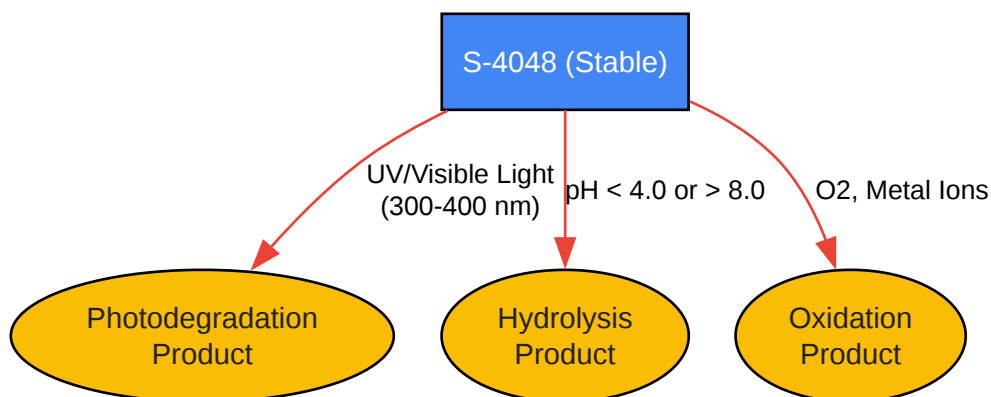 S-4048 (Stable)
UV/Visible Light
(300-400 nm)
pH < 4.0 or > 8.0
O2, Metal Ions
Photodegradation
Product
Hydrolysis
Product
Oxidation
Product